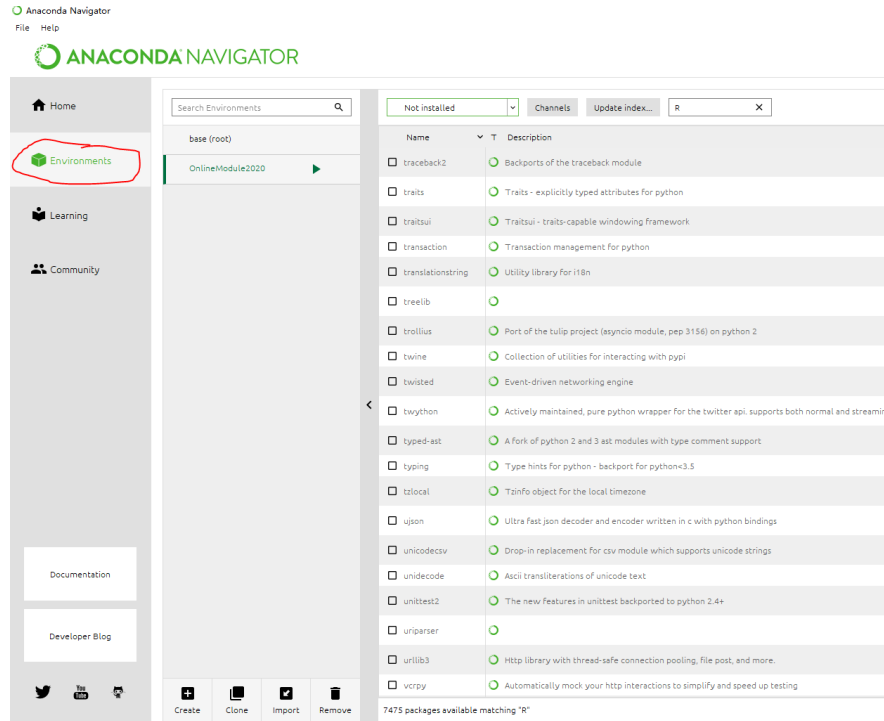 Anaconda Navigator
File Help
ANACONDA NAVIGATOR
Home
Environments
Learning
Community
Documentation
Developer Blog
You
Tube
Search Environments
base (root)
OnlineModule2020
Create Clone Import Remove
Not installed Channels Update index... R
Name T Description
traceback2 Backports of the traceback module
traits Traits - explicitly typed attributes for python
traitsui Traitsui - traits-capable windowing framework
transaction Transaction management for python
translationstring Utility library for i18n
treelib
trollius Port of the tulip project (asyncio module, pep 3156) on python 2
twine Collection of utilities for interacting with pypi
twisted Event-driven networking engine
twython Actively maintained, pure python wrapper for the twitter api. supports both normal and streamin
typed-ast A fork of python 2 and 3 ast modules with type comment support
typing Type hints for python - backport for python<3.5
tzlocal Tzinfo object for the local timezone
ujson Ultra fast json decoder and encoder written in c with python bindings
unicodecsv Drop-in replacement for csv module which supports unicode strings
unidecode Ascii transliterations of unicode text
unittest2 The new features in unittest backported to python 2.4+
uriparser
urllib3 Http library with thread-safe connection pooling, file post, and more.
vcrpy Automatically mock your http interactions to simplify and speed up testing
7475 packages available matching "R"